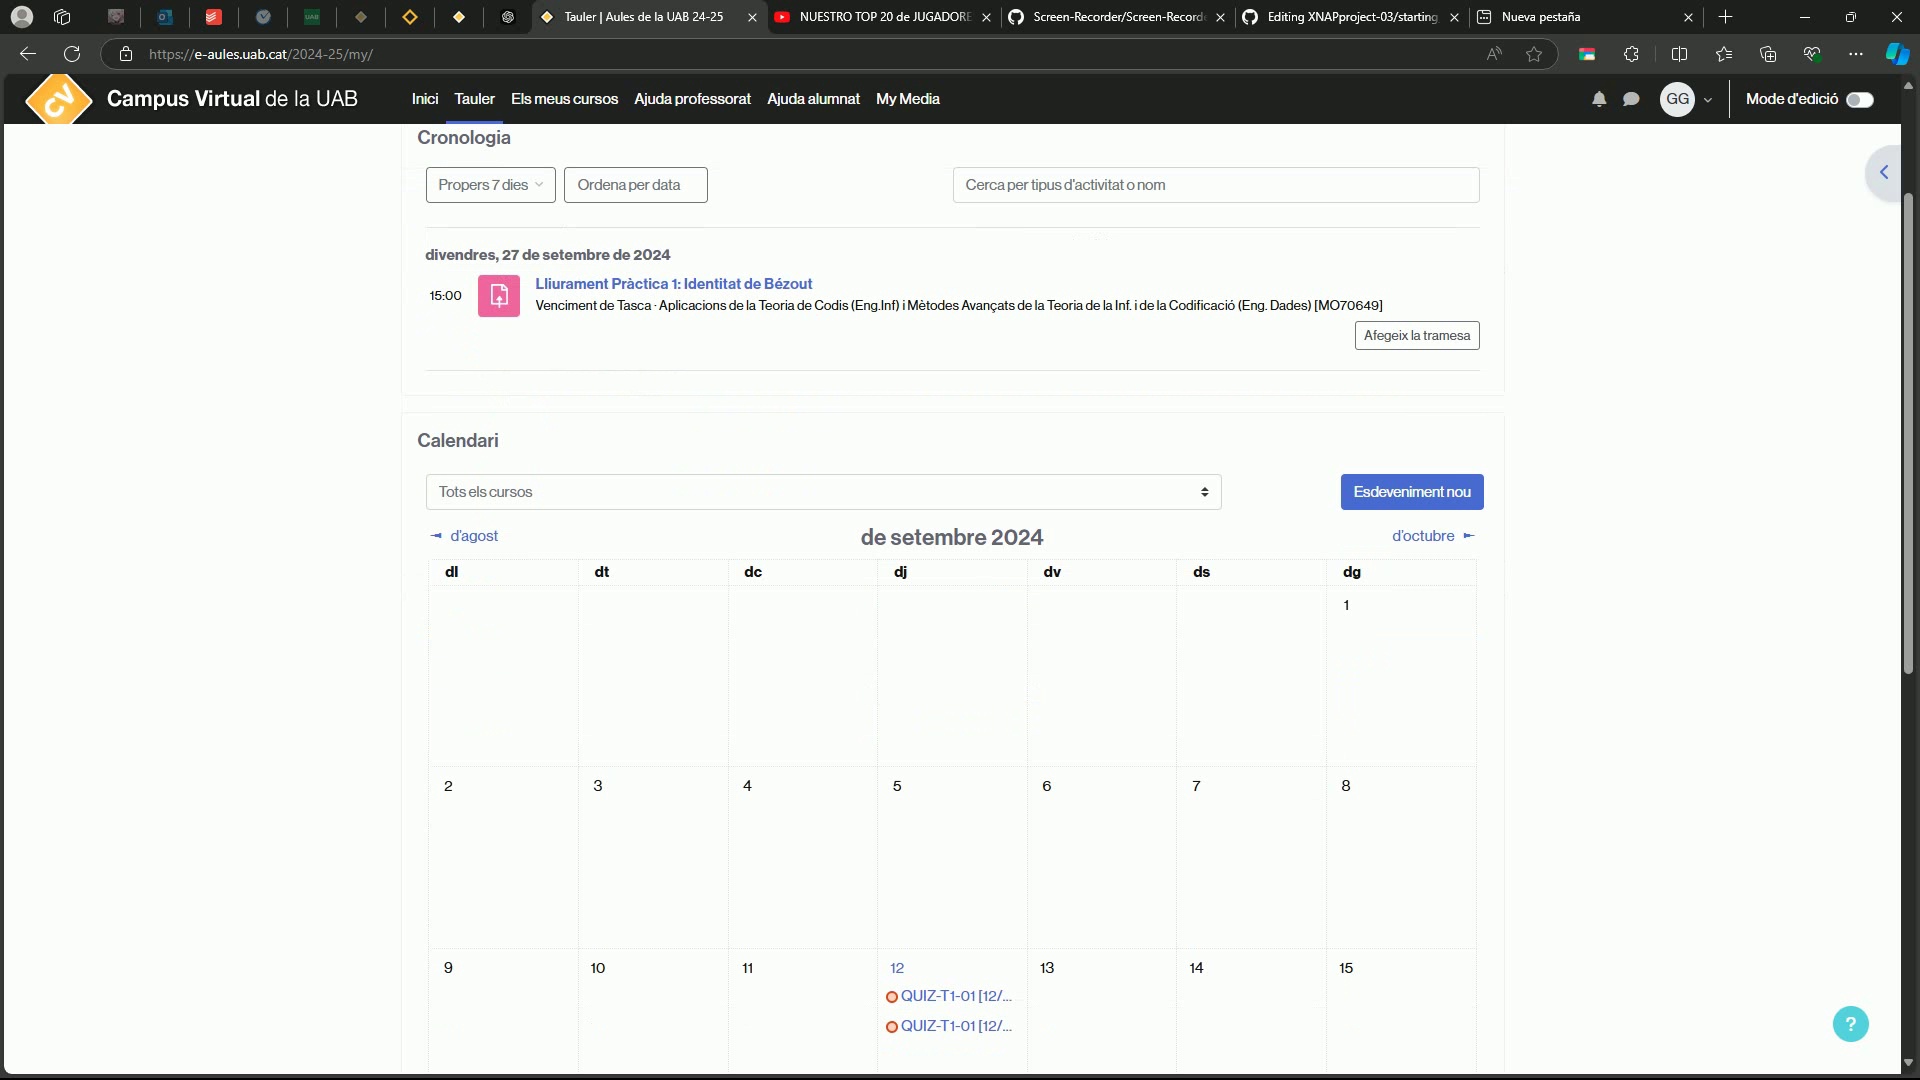 Tauler | Aules de la UAB 24-25
NUESTRO TOP 20 de JUGADORE
Screen-Recorder/Screen-Recorde
Editing XNAPproject-03/starting
Nueva pestaña
https://e-aules.uab.cat/2024-25/my/
CV
Campus Virtual de la UAB
Inici
Tauler
Els meus cursos
Ajuda professorat
Ajuda alumnat
My Media
GG
Mode d'edició
Cronologia
Propers 7 dies
Ordena per data
Cerca per tipus d'activitat o nom
divendres, 27 de setembre de 2024
15:00
Lliurament Pràctica 1: Identitat de Bézout
Venciment de Tasca · Aplicacions de la Teoria de Codis (Eng.Inf) i Mètodes Avançats de la Teoria de la Inf. i de la Codificació (Eng. Dades) [MO70649]
Afegeix la tramesa
Calendari
Tots els cursos
Esdeveniment nou
◄ d'agost
de setembre 2024
d'octubre ►
dl dt dc dj dv ds dg
1
2 3 4 5 6 7 8
9 10 11 12 13 14 15
QUIZ-T1-01 [12/...
QUIZ-T1-01 [12/...
?